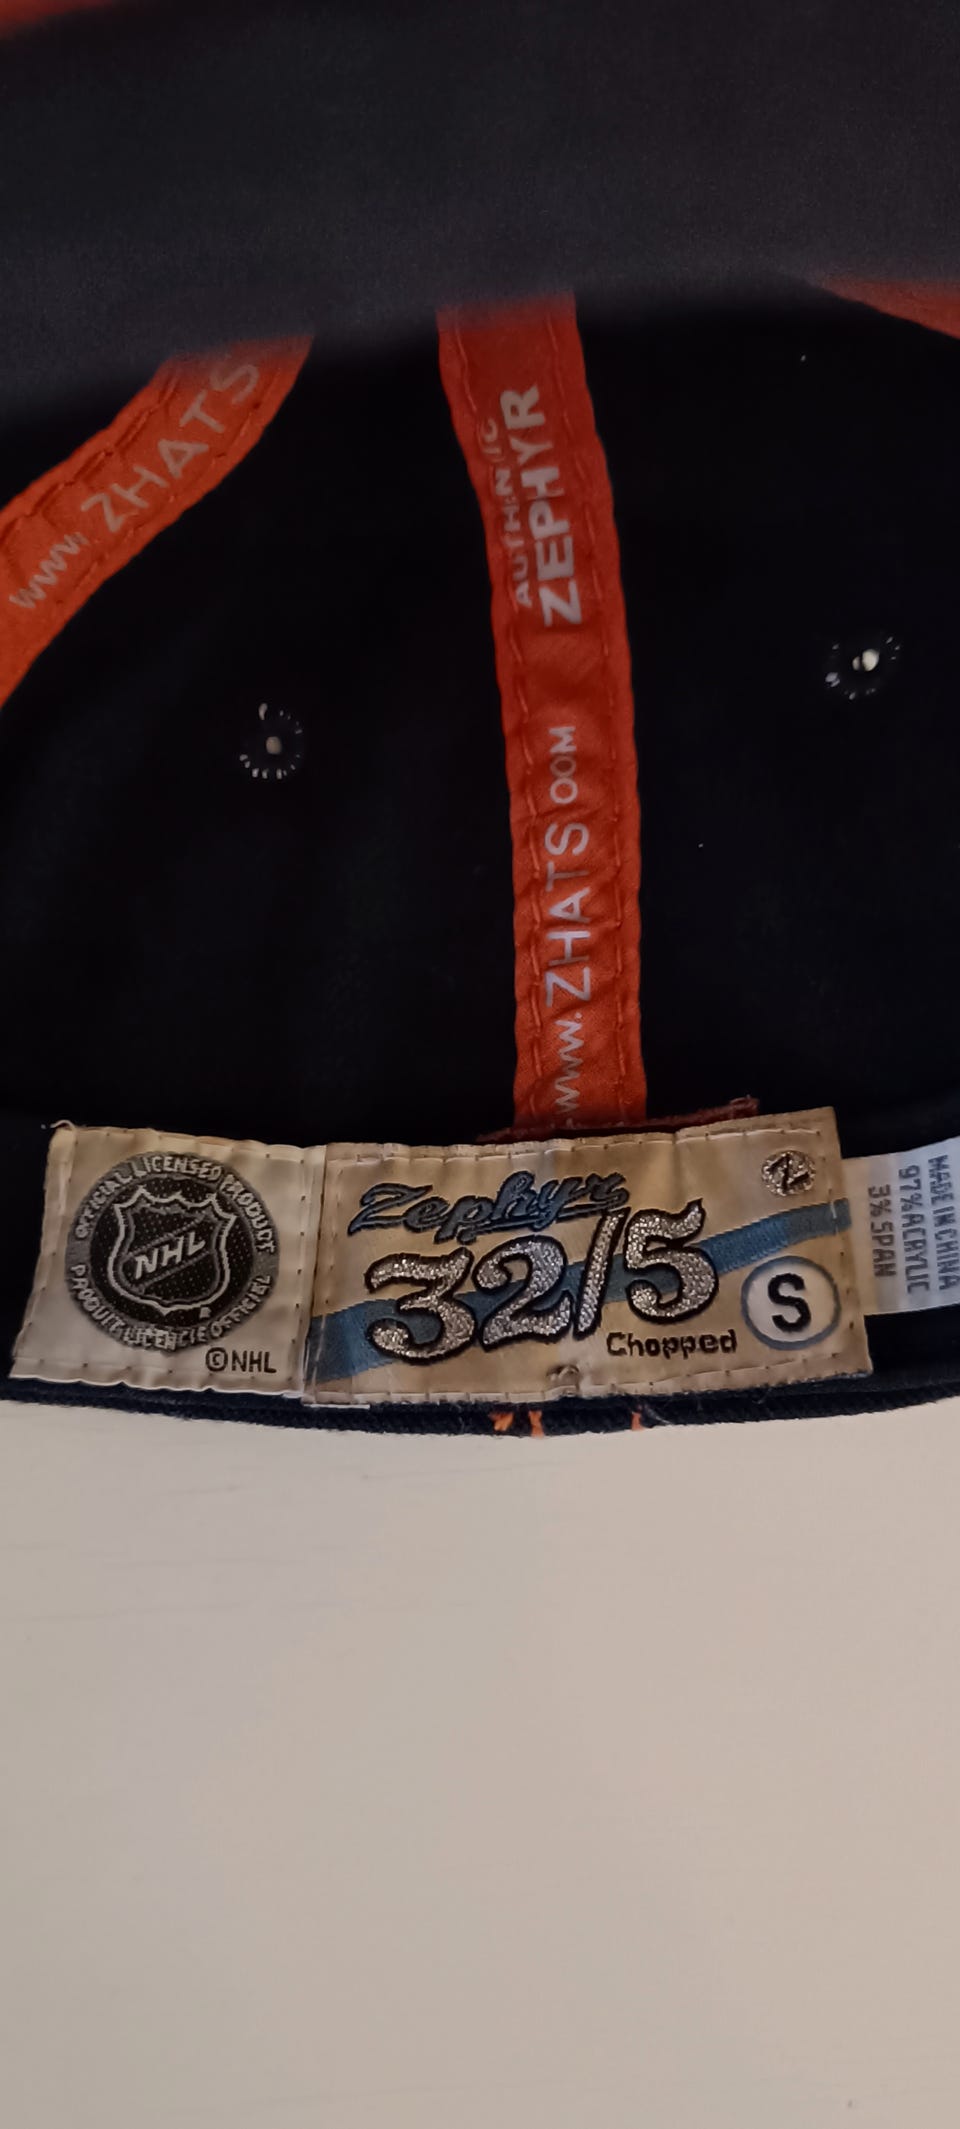 www. ZHATS
AUTHENTIC
ZEPHYR
www. ZHATS COM
OFFICIAL LICENSED PRODUCT
NHL
®
PRODUIT LICENCIE OFFICIAL
©NHL
Zephyr
Z
32/5
Chopped
S
MADE IN CHINA
97% ACRYLIC
3% SPAN